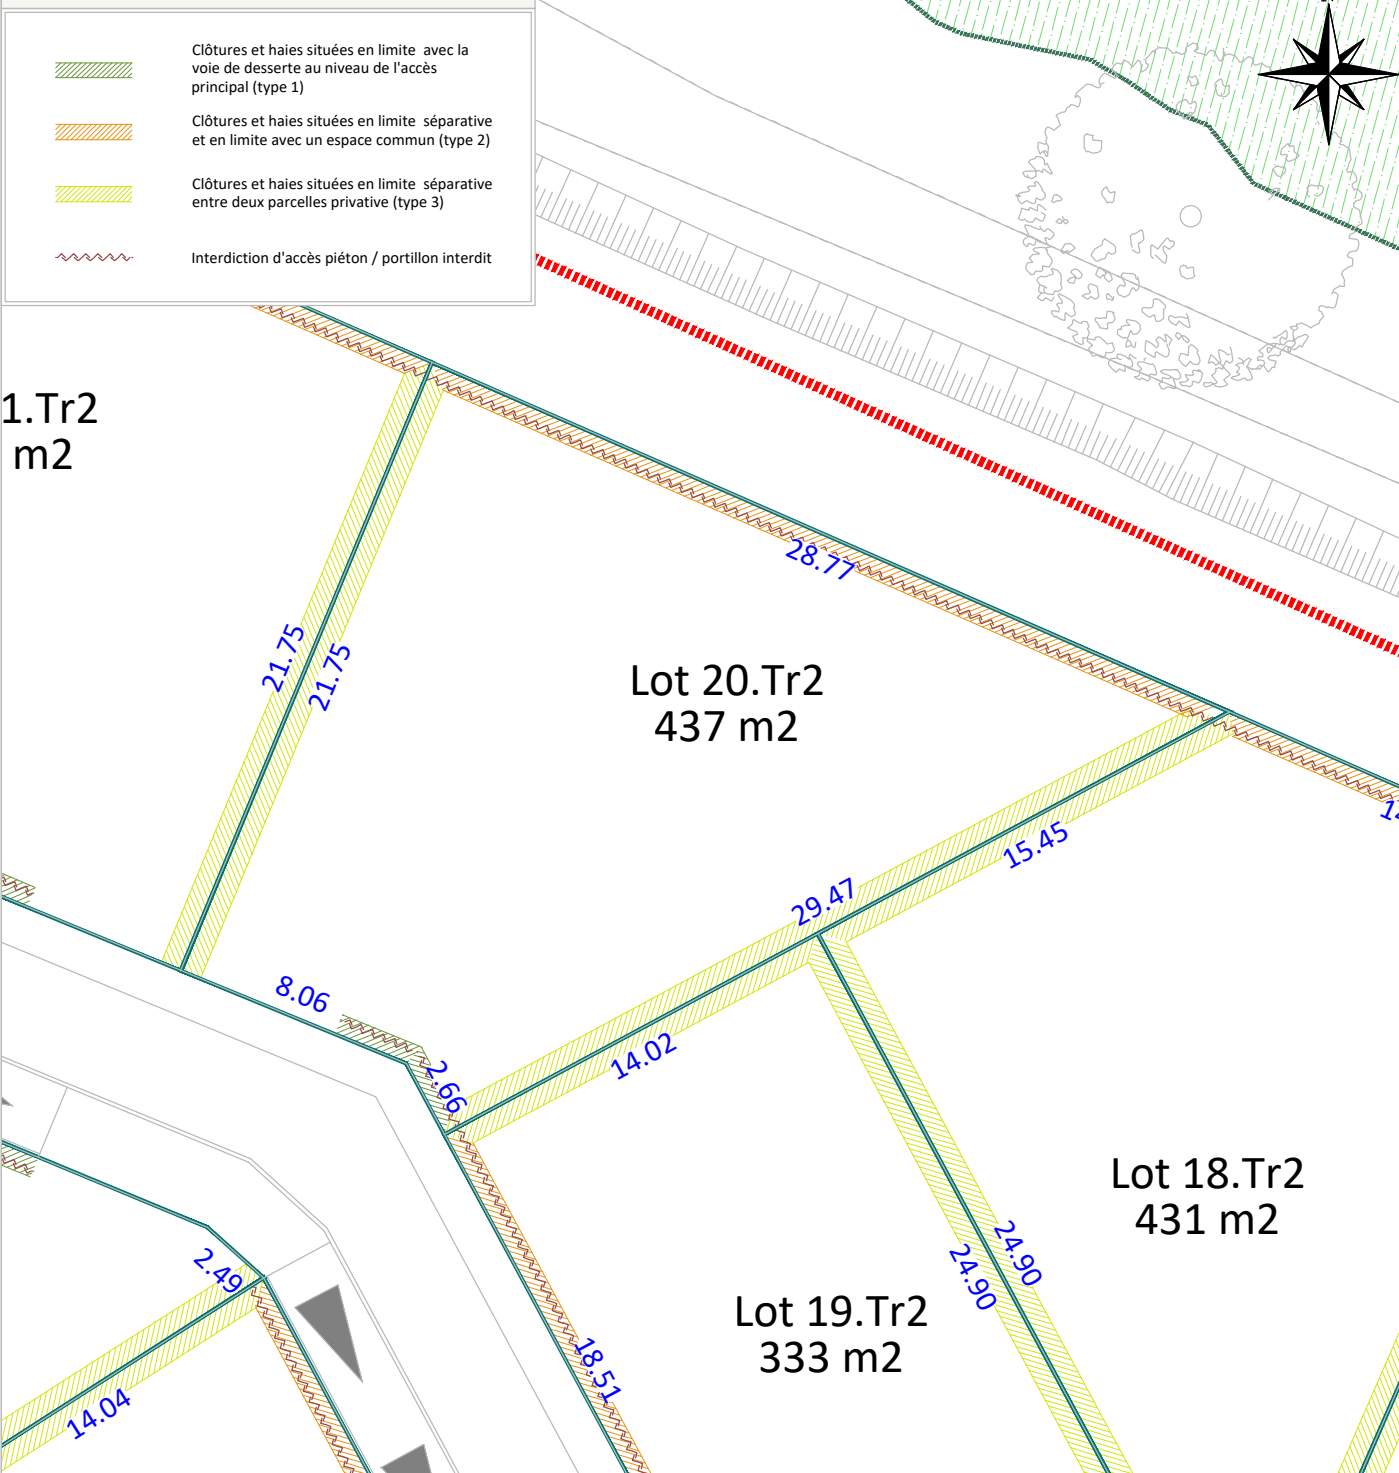 Clôtures et haies situées en limite avec la
voie de desserte au niveau de l'accès
principal (type 1)
Clôtures et haies situées en limite séparative
et en limite avec un espace commun (type 2)
Clôtures et haies situées en limite séparative
entre deux parcelles privative (type 3)
Interdiction d'accès piéton / portillon interdit
1.Tr2
m2
28.77
21.75
21.75
Lot 20.Tr2
437 m2
15.45
29.47
8.06
14.02
2.66
Lot 18.Tr2
431 m2
24.90
24.90
2.49
Lot 19.Tr2
333 m2
18.51
14.04